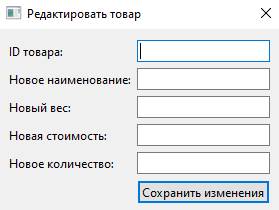 Редактировать товар
ID товара:
Новое наименование:
Новый вес:
Новая стоимость:
Новое количество:
Сохранить изменения